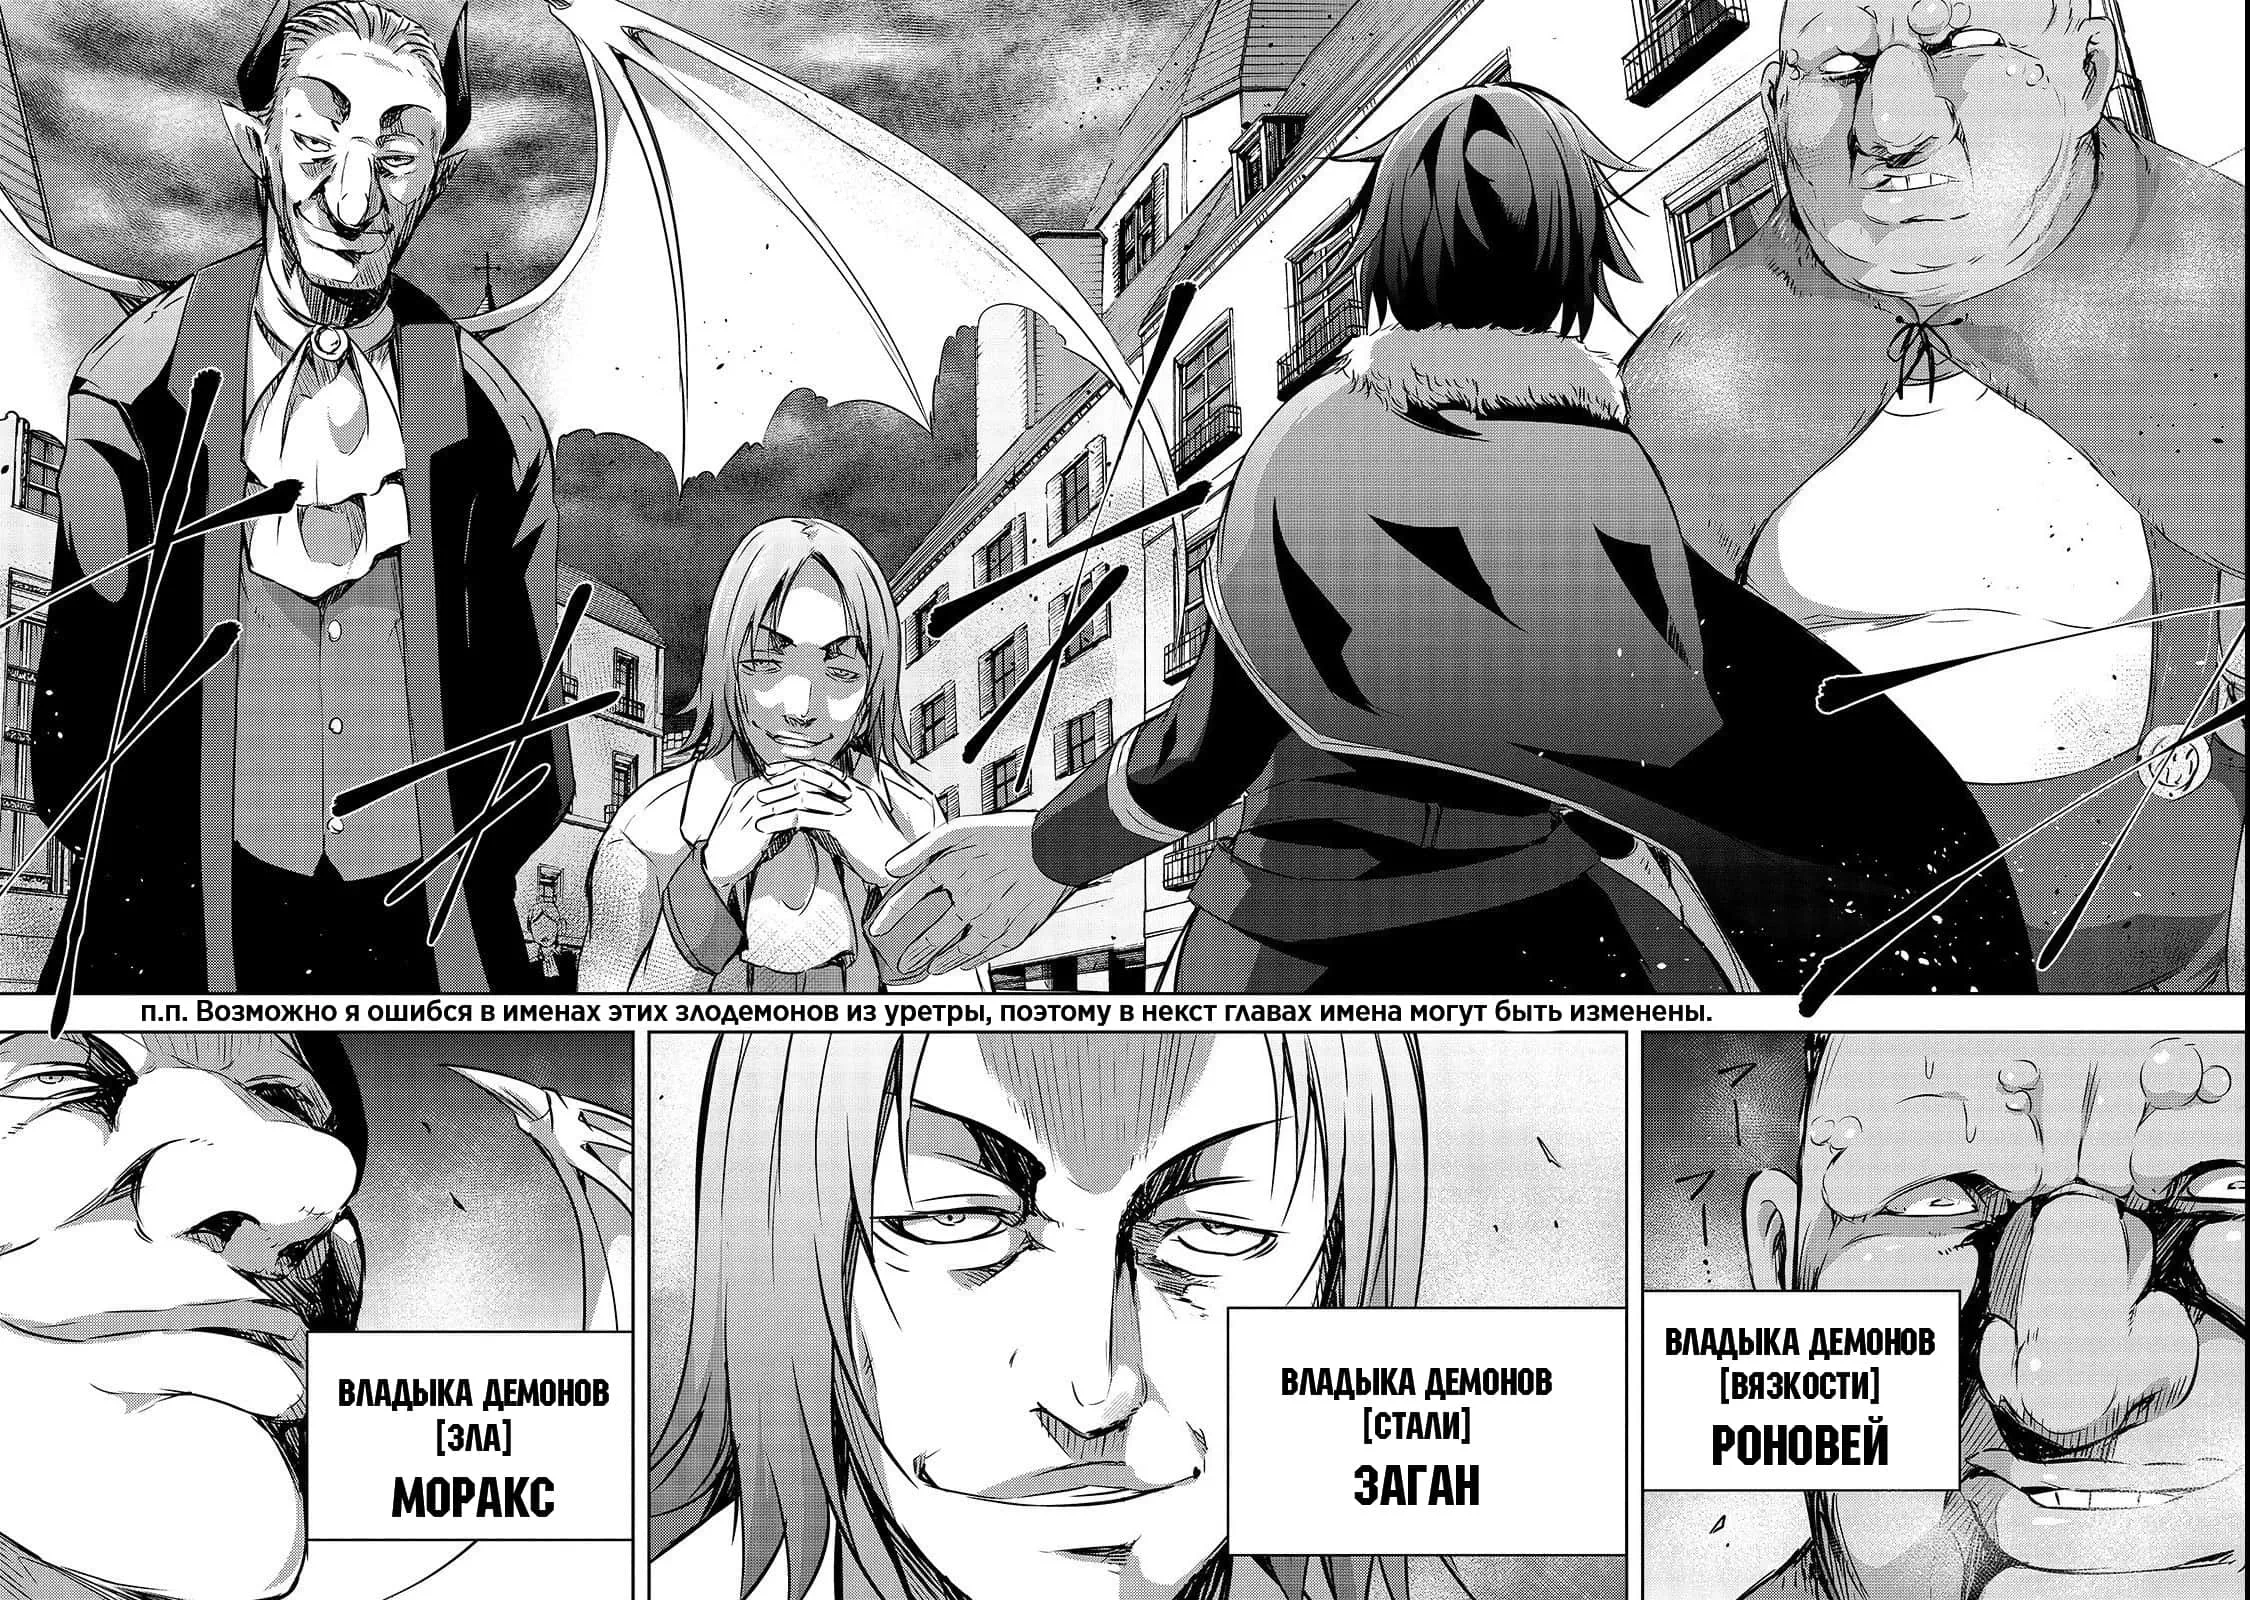 п.п. Возможно я ошибся в именах этих злодемонов из уретры, поэтому в некст главах имена могут быть изменены.
ВЛАДЫКА ДЕМОНОВ
[ВЯЗКОСТИ]
РОНОВЕЙ
ВЛАДЫКА ДЕМОНОВ
[СТАЛИ]
ЗАГАН
ВЛАДЫКА ДЕМОНОВ
[ЗЛА]
МОРАКС